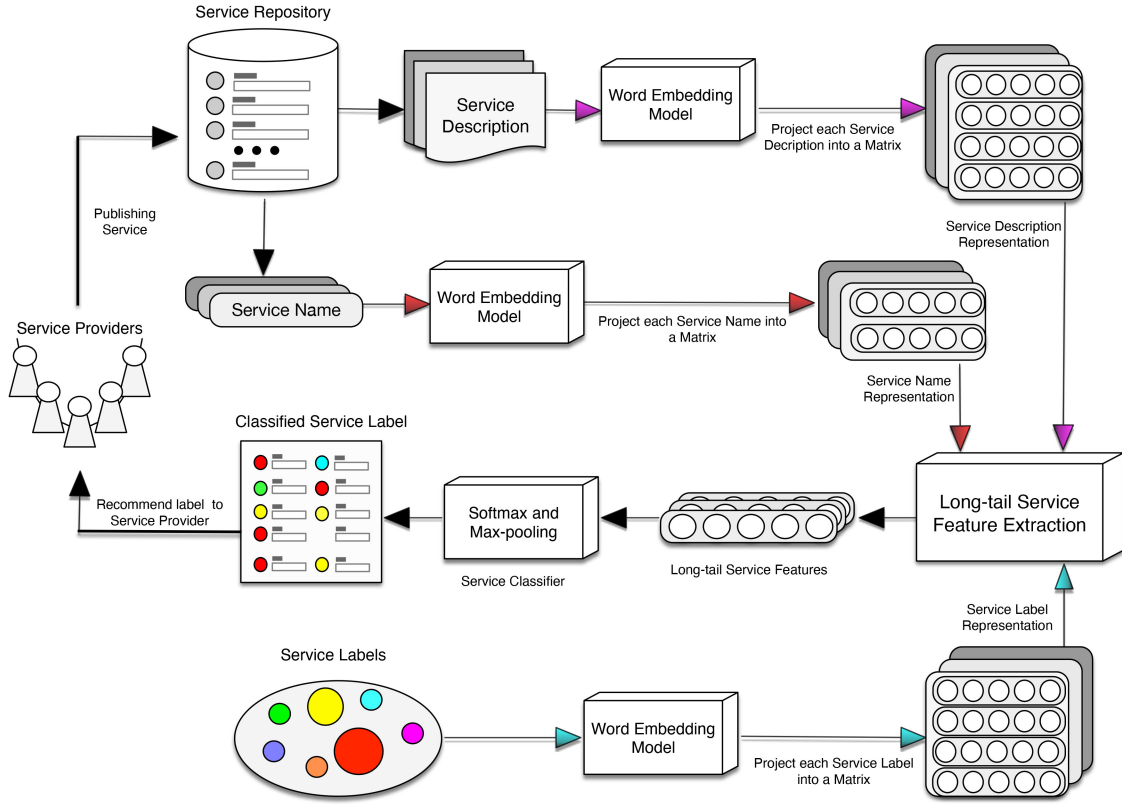 Service Repository
Service
Description
Word Embedding
Model
Project each Service
Decription into a Matrix
Publishing
Service
Service Description
Representation
Service Name
Word Embedding
Model
Project each Service Name into
a Matrix
Service Providers
Service Name
Representation
Classified Service Label
Recommend label to
Service Provider
Softmax and
Max-pooling
Service Classifier
Long-tail Service Features
Long-tail Service
Feature Extraction
Service Label
Representation
Service Labels
Word Embedding
Model
Project each Service Label
into a Matrix